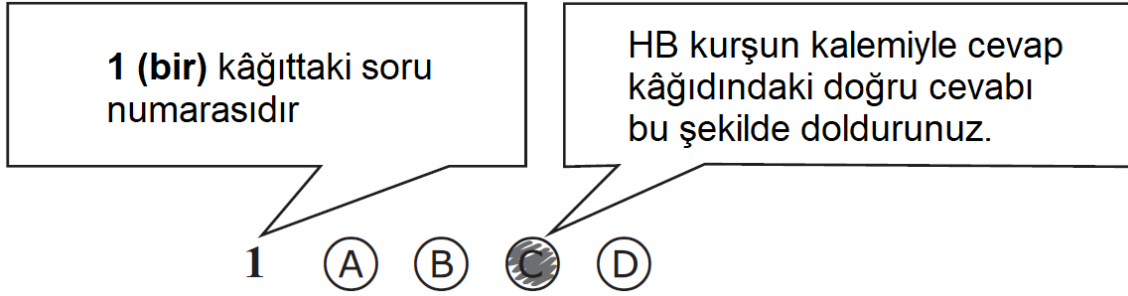 1 (bir) kâğıttaki soru
numarasıdır
HB kurşun kalemiyle cevap
kâğıdındaki doğru cevabı
bu şekilde doldurunuz.
1 A B C D